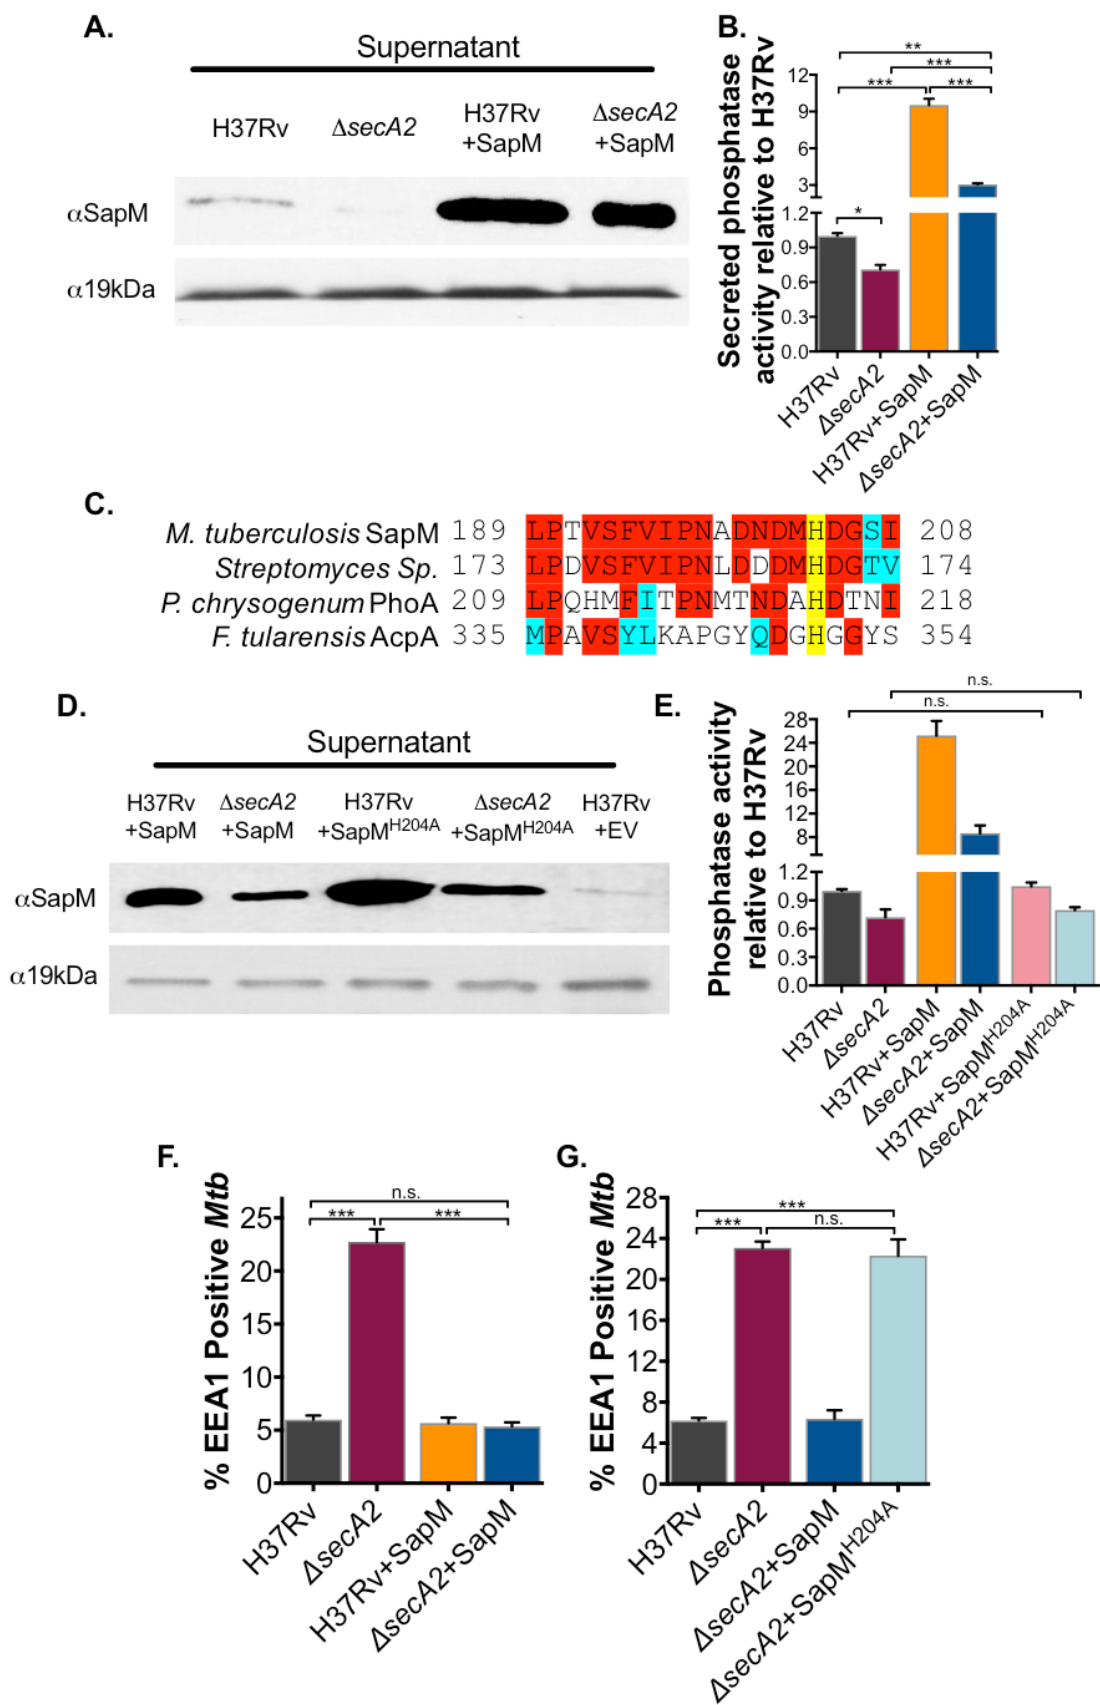 A.
Supernatant
H37Rv
ΔsecA2
H37Rv
+SapM
ΔsecA2
+SapM
αSapM
α19kDa
B.
Secreted phosphatase
activity relative to H37Rv
**
***
*** ***
12
9
6
3
1.2
0.9
0.6
0.3
0.0
*
H37Rv
ΔsecA2
H37Rv+SapM
ΔsecA2+SapM
C.
M. tuberculosis SapM 189 LPTVSFVIPNADNDMHDGSI 208
Streptomyces Sp. 173 LPDVSFVIPNLDDDMHDGTV 174
P. chrysogenum PhoA 209 LPQHMFITPNMTNDAHDTNI 218
F. tularensis AcpA 335 MPAVSYLKAPGYQDGHGGYS 354
D.
Supernatant
H37Rv
+SapM
ΔsecA2
+SapM
H37Rv
+SapMH204A
ΔsecA2
+SapMH204A
H37Rv
+EV
αSapM
α19kDa
E.
Phosphatase activity
relative to H37Rv
n.s.
n.s.
28
24
20
16
12
8
1.2
0.9
0.6
0.3
0.0
H37Rv
ΔsecA2
H37Rv+SapM
ΔsecA2+SapM
H37Rv+SapMH204A
ΔsecA2+SapMH204A
F.
% EEA1 Positive Mtb
n.s.
*** ***
25
20
15
10
5
0
H37Rv
ΔsecA2
H37Rv+SapM
ΔsecA2+SapM
G.
% EEA1 Positive Mtb
***
*** n.s.
28
24
20
16
12
8
4
0
H37Rv
ΔsecA2
ΔsecA2+SapM
ΔsecA2+SapMH204A